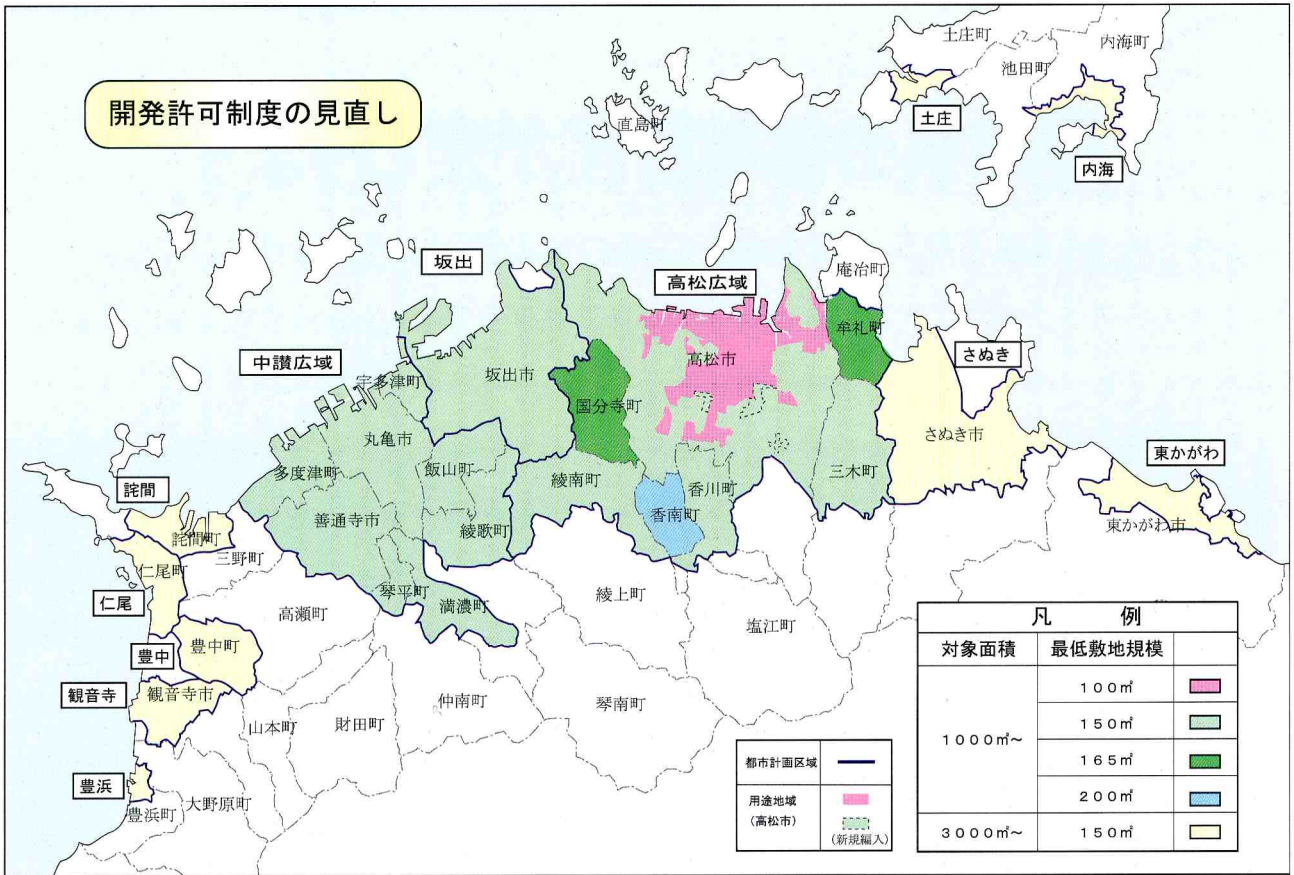 開発許可制度の見直し
土庄町
内海町
池田町
直島町
土庄
内海
坂出
高松広域
庵治町
牟礼町
さぬき
中讃広域
宇多津町
坂出市
高松市
国分寺町
さぬき市
丸亀市
多度津町
飯山町
綾南町
香川町
三木町
東かがわ
詫間
善通寺市
綾歌町
香南町
東かがわ市
詫間町
三野町
仁尾町
琴平町
満濃町
綾上町
仁尾
高瀬町
塩江町
豊中町
豊中
観音寺
観音寺市
仲南町
琴南町
山本町
財田町
豊浜
大野原町
豊浜町
都市計画区域
用途地域
(高松市)
(新規編入)
凡 例
対象面積 最低敷地規模
1000㎡~
100㎡
150㎡
165㎡
200㎡
3000㎡~ 150㎡